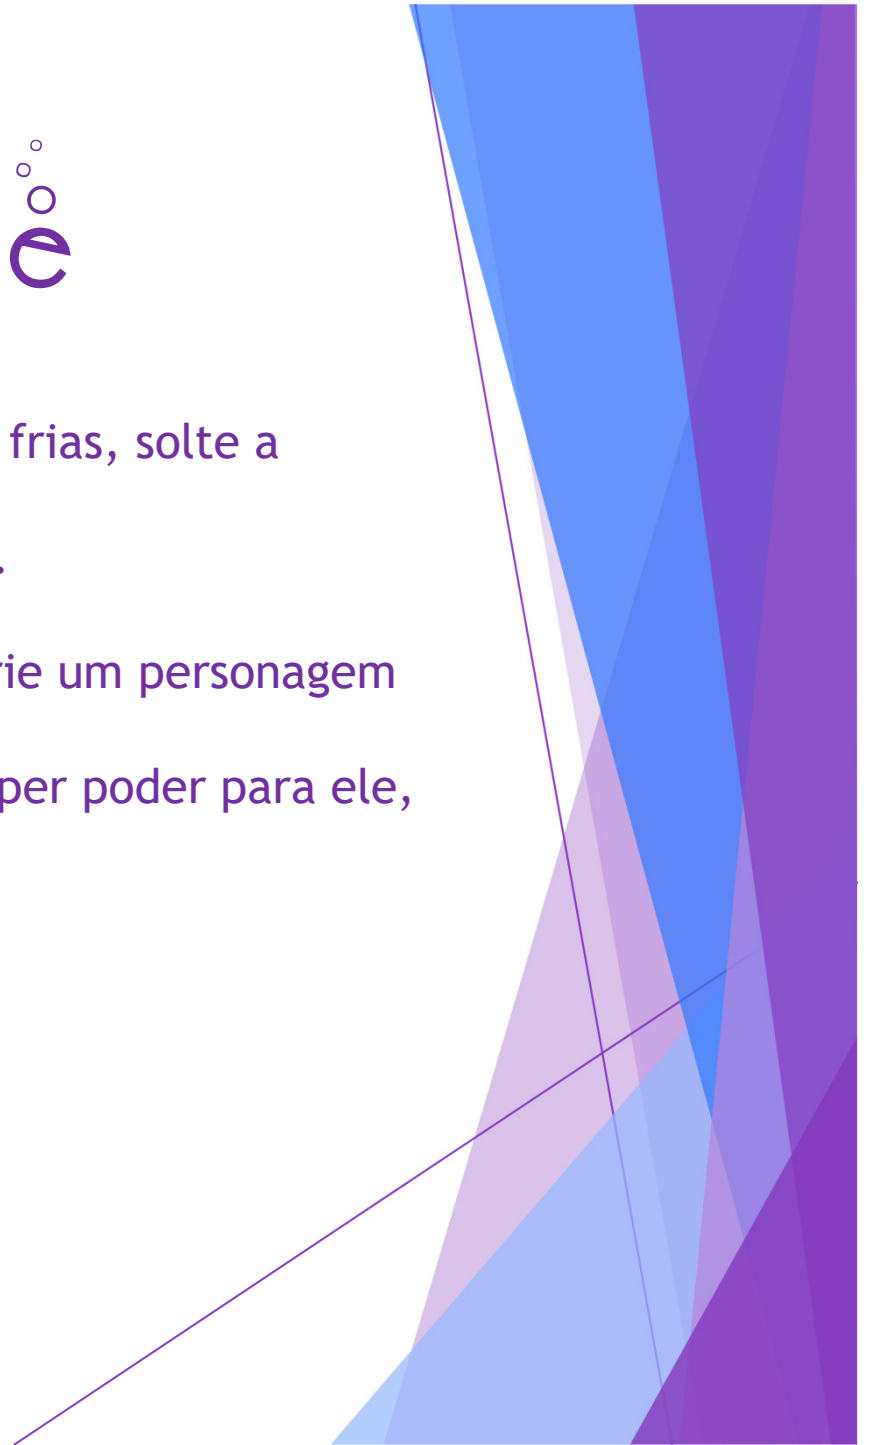 e
frias, solte a
.
rie um personagem
per poder para ele,